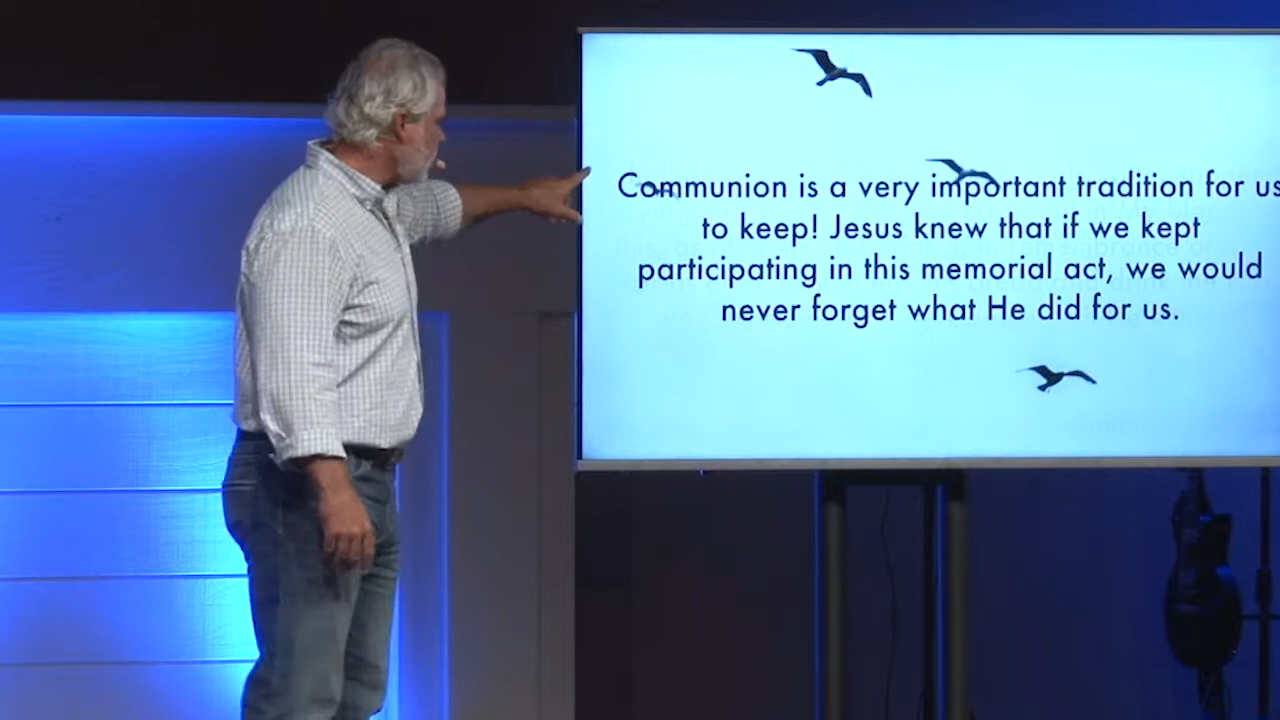 Communion is a very important tradition for us
to keep! Jesus knew that if we kept
participating in this memorial act, we would
never forget what He did for us.